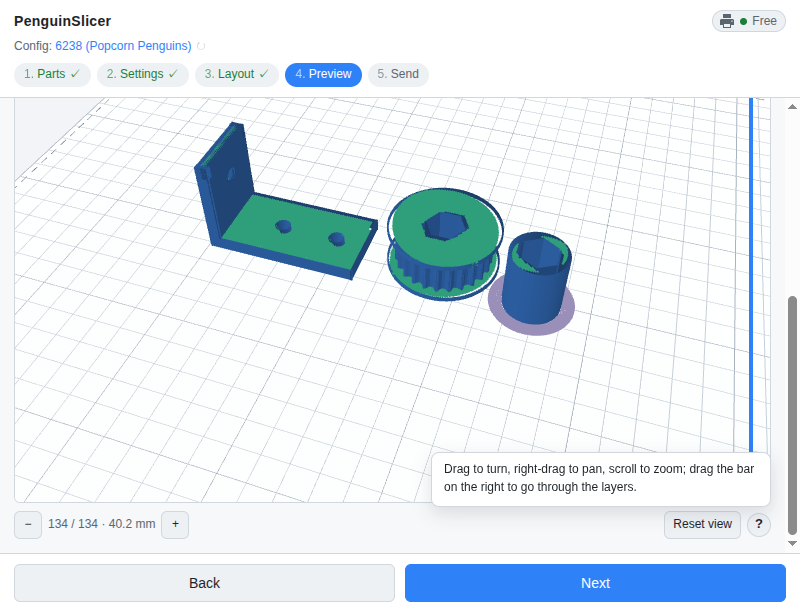 PenguinSlicer
Free
Config: 6238 (Popcorn Penguins)
1. Parts ✓
2. Settings ✓
3. Layout ✓
4. Preview
5. Send
Drag to turn, right-drag to pan, scroll to zoom; drag the bar
on the right to go through the layers.
− 134 / 134 · 40.2 mm +
Reset view
?
Back
Next